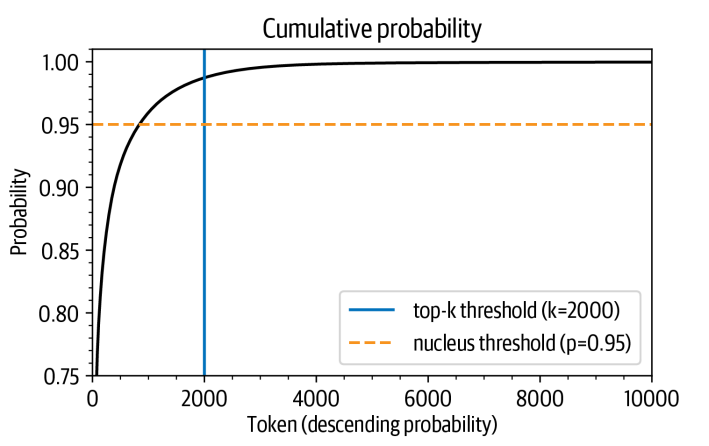 Cumulative probability
1.00
0.95
0.90
0.85
0.80
0.75
Probability
top-k threshold (k=2000)
nucleus threshold (p=0.95)
0 2000 4000 6000 8000 10000
Token (descending probability)